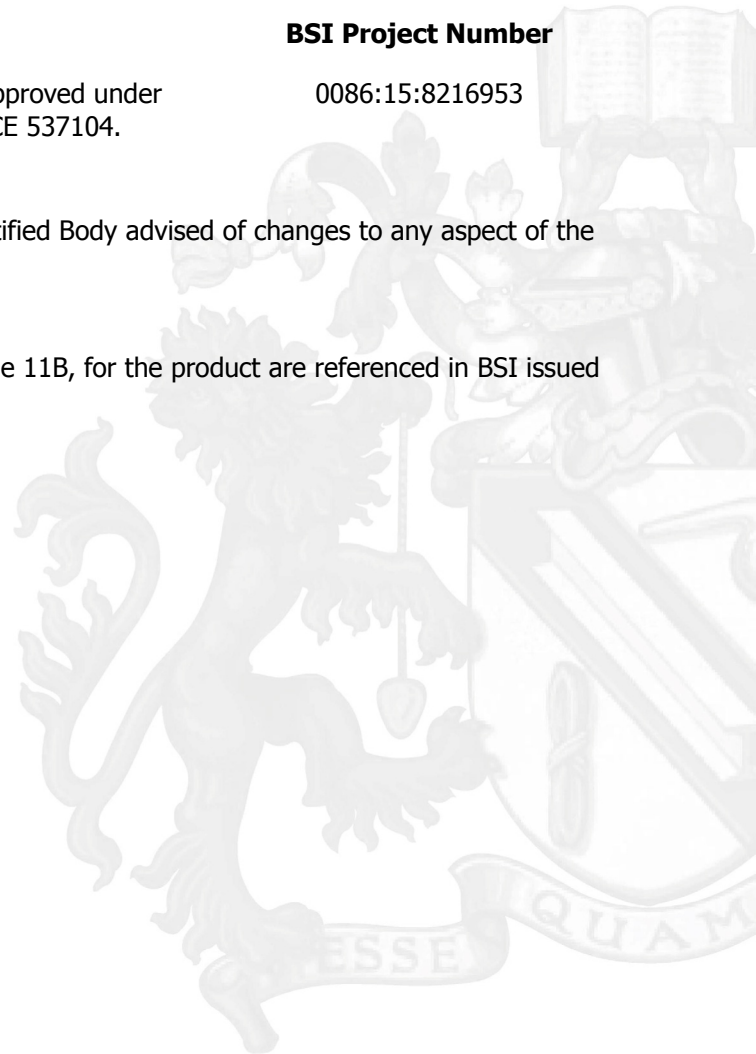 BSI Project Number
pproved under 0086:15:8216953
CE 537104.
tified Body advised of changes to any aspect of the
e 11B, for the product are referenced in BSI issued
ESSE QUAM